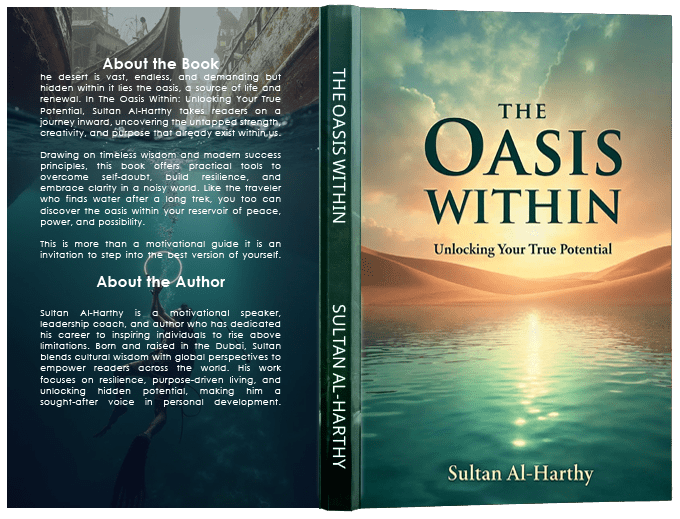 About the Book
he desert is vast, endless, and demanding but
hidden within it lies the oasis, a source of life and
renewal. In The Oasis Within: Unlocking Your True
Potential, Sultan Al-Harthy takes readers on a
journey inward, uncovering the untapped strength,
creativity, and purpose that already exist within us.
Drawing on timeless wisdom and modern success
principles, this book offers practical tools to
overcome self-doubt, build resilience, and
embrace clarity in a noisy world. Like the traveler
who finds water after a long trek, you too can
discover the oasis within your reservoir of peace,
power, and possibility.
This is more than a motivational guide it is an
invitation to step into the best version of yourself.
About the Author
Sultan Al-Harthy is a motivational speaker,
leadership coach, and author who has dedicated
his career to inspiring individuals to rise above
limitations. Born and raised in the Dubai, Sultan
blends cultural wisdom with global perspectives to
empower readers across the world. His work
focuses on resilience, purpose-driven living, and
unlocking hidden potential, making him a
sought-after voice in personal development.
THE OASIS WITHIN
SULTAN AL-HARTHY
THE
OASIS
WITHIN
Unlocking Your True Potential
Sultan Al-Harthy